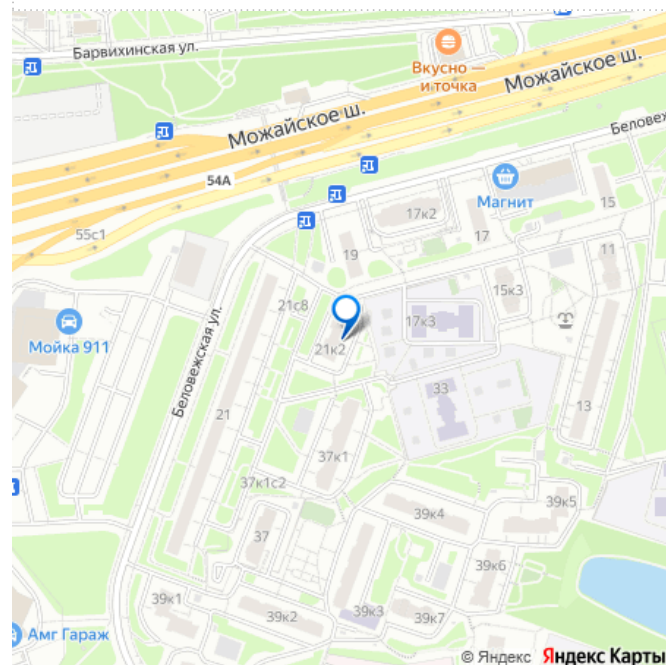 Барвихинская ул.
Вкусно —
и точка
Можайское ш.
Можайское ш.
Беловеж
54А
Магнит
15
17к2
17
55с1
11
19
15к3
21с8
17к3
Мойка 911
21к2
Беловежская ул.
33
13
21
37к1
37к1с2
39к5
39к4
37
39к6
39к1
39к2
39к3
39к7
Амг Гараж
© Яндекс Яндекс Карты